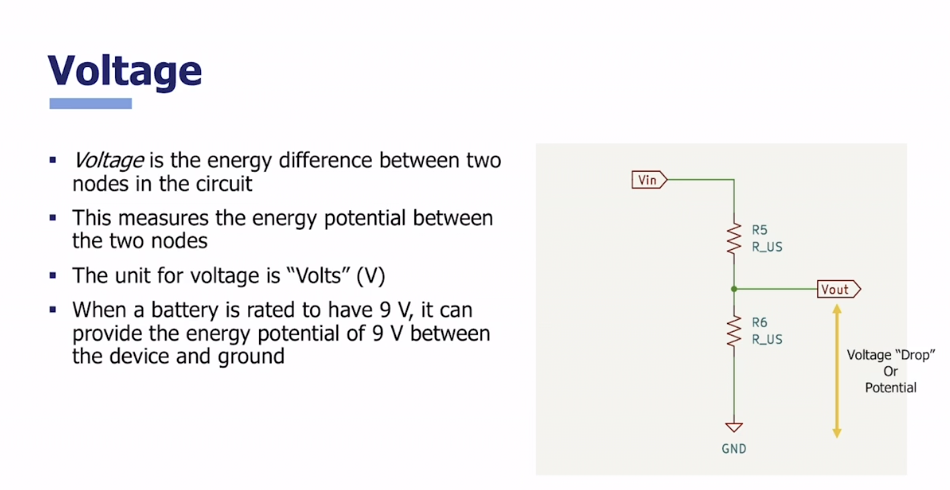 Voltage
▪ Voltage is the energy difference between two
nodes in the circuit
▪ This measures the energy potential between
the two nodes
▪ The unit for voltage is “Volts” (V)
▪ When a battery is rated to have 9 V, it can
provide the energy potential of 9 V between
the device and ground
Vin
R5
R_US
Vout
R6
R_US
Voltage “Drop”
Or
Potential
GND